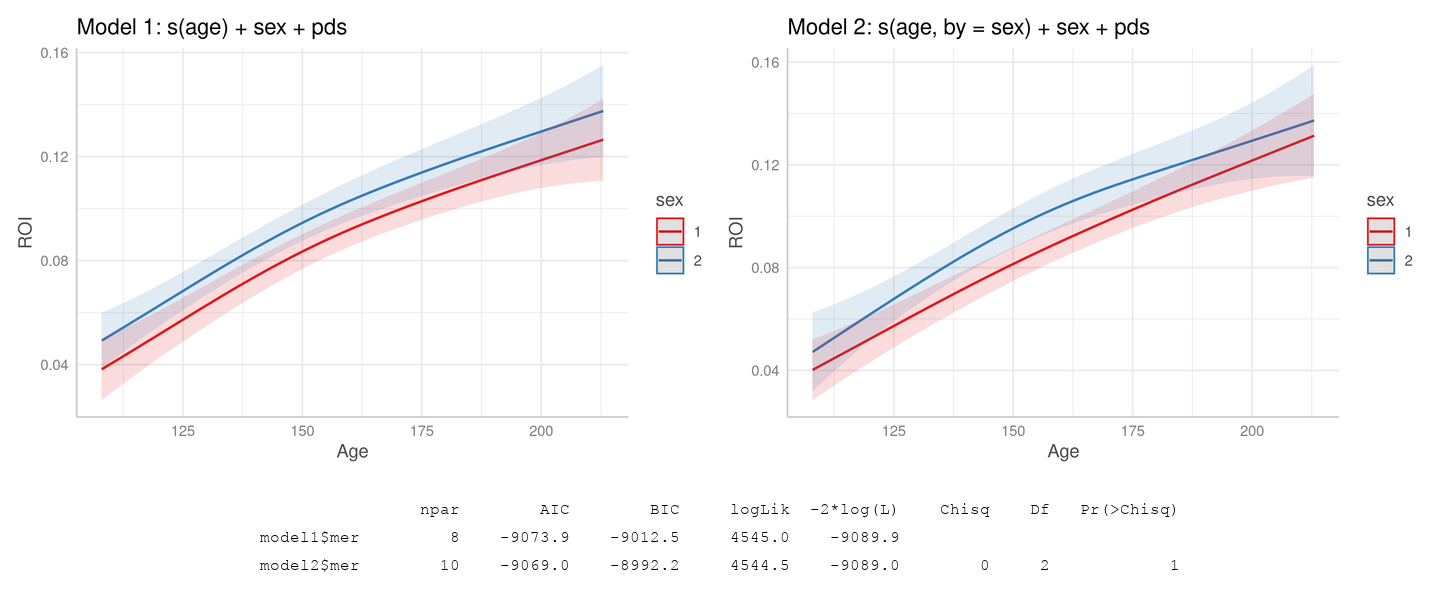 Model 1: s(age) + sex + pds
0.16
0.12
0.08
0.04
ROI
125 150 175 200
Age
sex
1
2
Model 2: s(age, by = sex) + sex + pds
0.16
0.12
0.08
0.04
ROI
125 150 175 200
Age
sex
1
2
npar AIC BIC logLik -2*log(L) Chisq Df Pr(>Chisq)
model1$mer 8 -9073.9 -9012.5 4545.0 -9089.9
model2$mer 10 -9069.0 -8992.2 4544.5 -9089.0 0 2 1